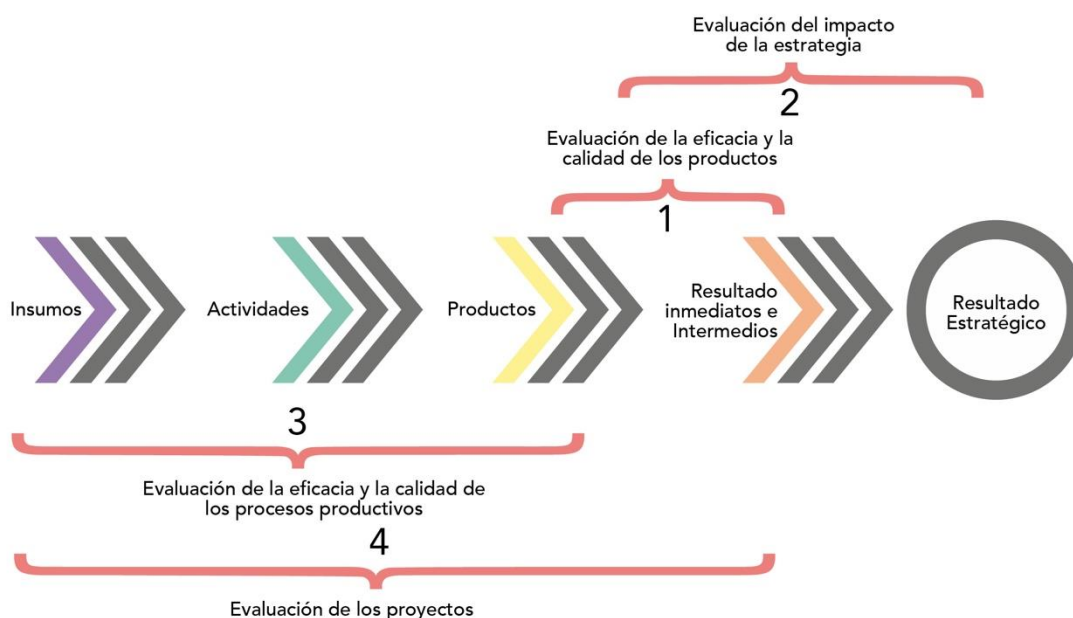 Evaluación del impacto
de la estrategia
2
Evaluación de la eficacia y la
calidad de los productos
1
Insumos
Actividades
Productos
Resultado
inmediatos e
Intermedios
Resultado
Estratégico
3
Evaluación de la eficacia y la calidad de
los procesos productivos
4
Evaluación de los proyectos